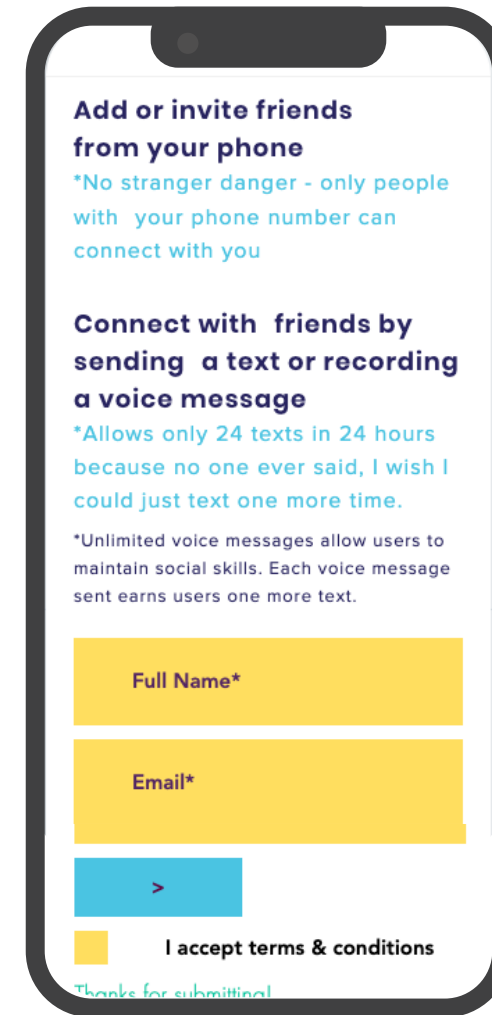 Add or invite friends
from your phone
*No stranger danger - only people
with your phone number can
connect with you
Connect with friends by
sending a text or recording
a voice message
*Allows only 24 texts in 24 hours
because no one ever said, I wish I
could just text one more time.
*Unlimited voice messages allow users to
maintain social skills. Each voice message
sent earns users one more text.
Full Name*
Email*
>
I accept terms & conditions
Thanks for submitting!